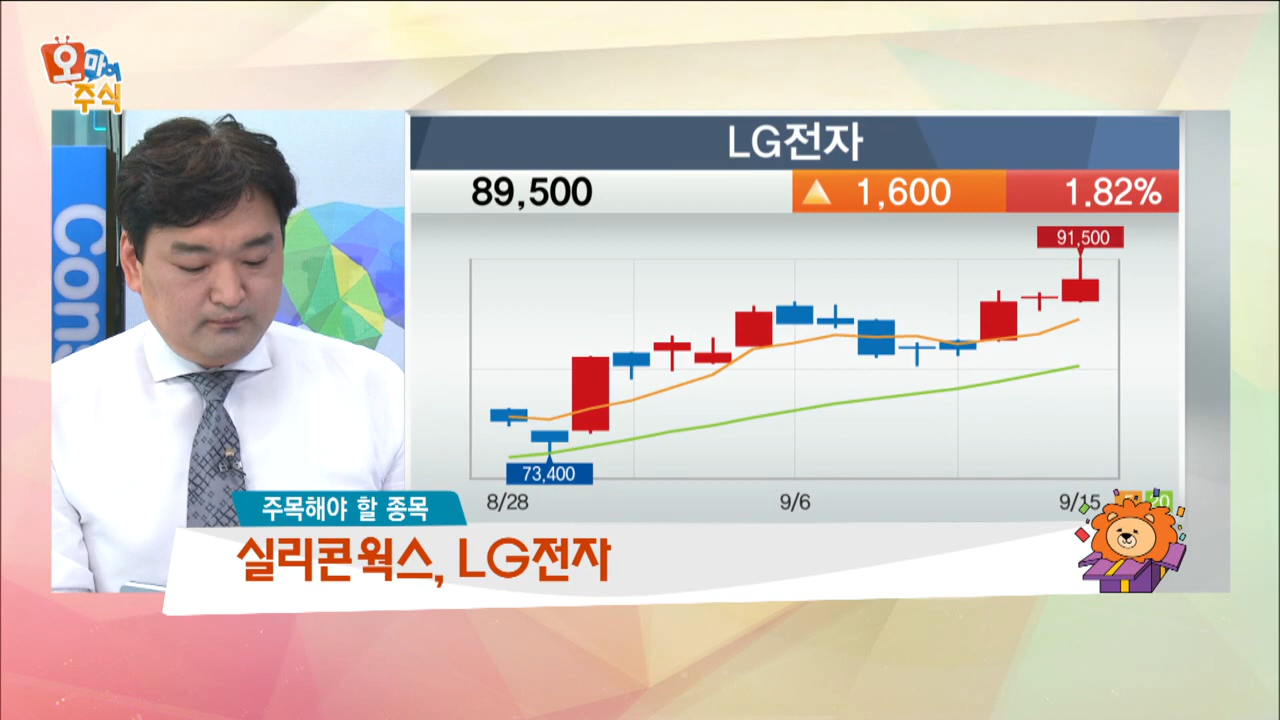 오마이
주식
Cons
LG전자
89,500 ▲ 1,600 1.82%
91,500
73,400
8/28 9/6 9/15
20
주목해야 할 종목
실리콘웍스, LG전자